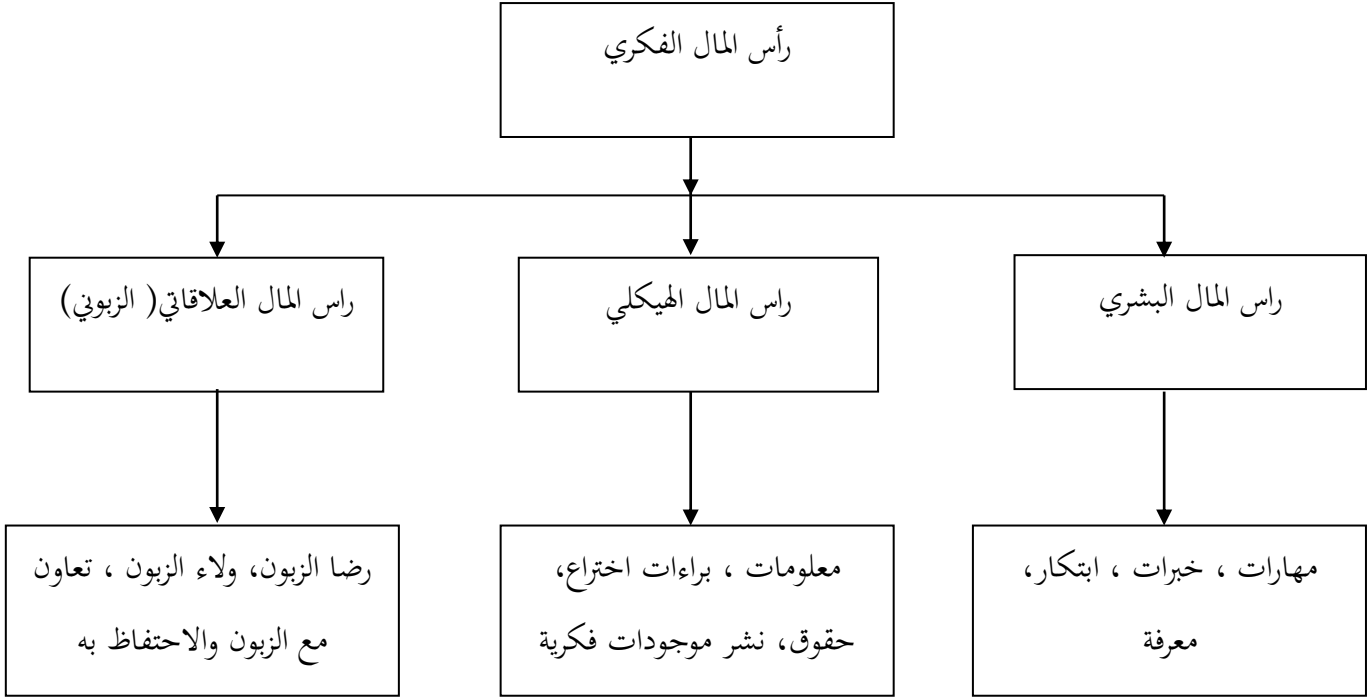 رأس المال الفكري
راس المال البشري
راس المال الهيكلي
راس المال العلاقاتي( الزبوني)
مهارات ، خبرات ، ابتكار،
معرفة
معلومات ، براءات اختراع،
حقوق، نشر موجودات فكرية
رضا الزبون، ولاء الزبون ، تعاون
مع الزبون والاحتفاظ به